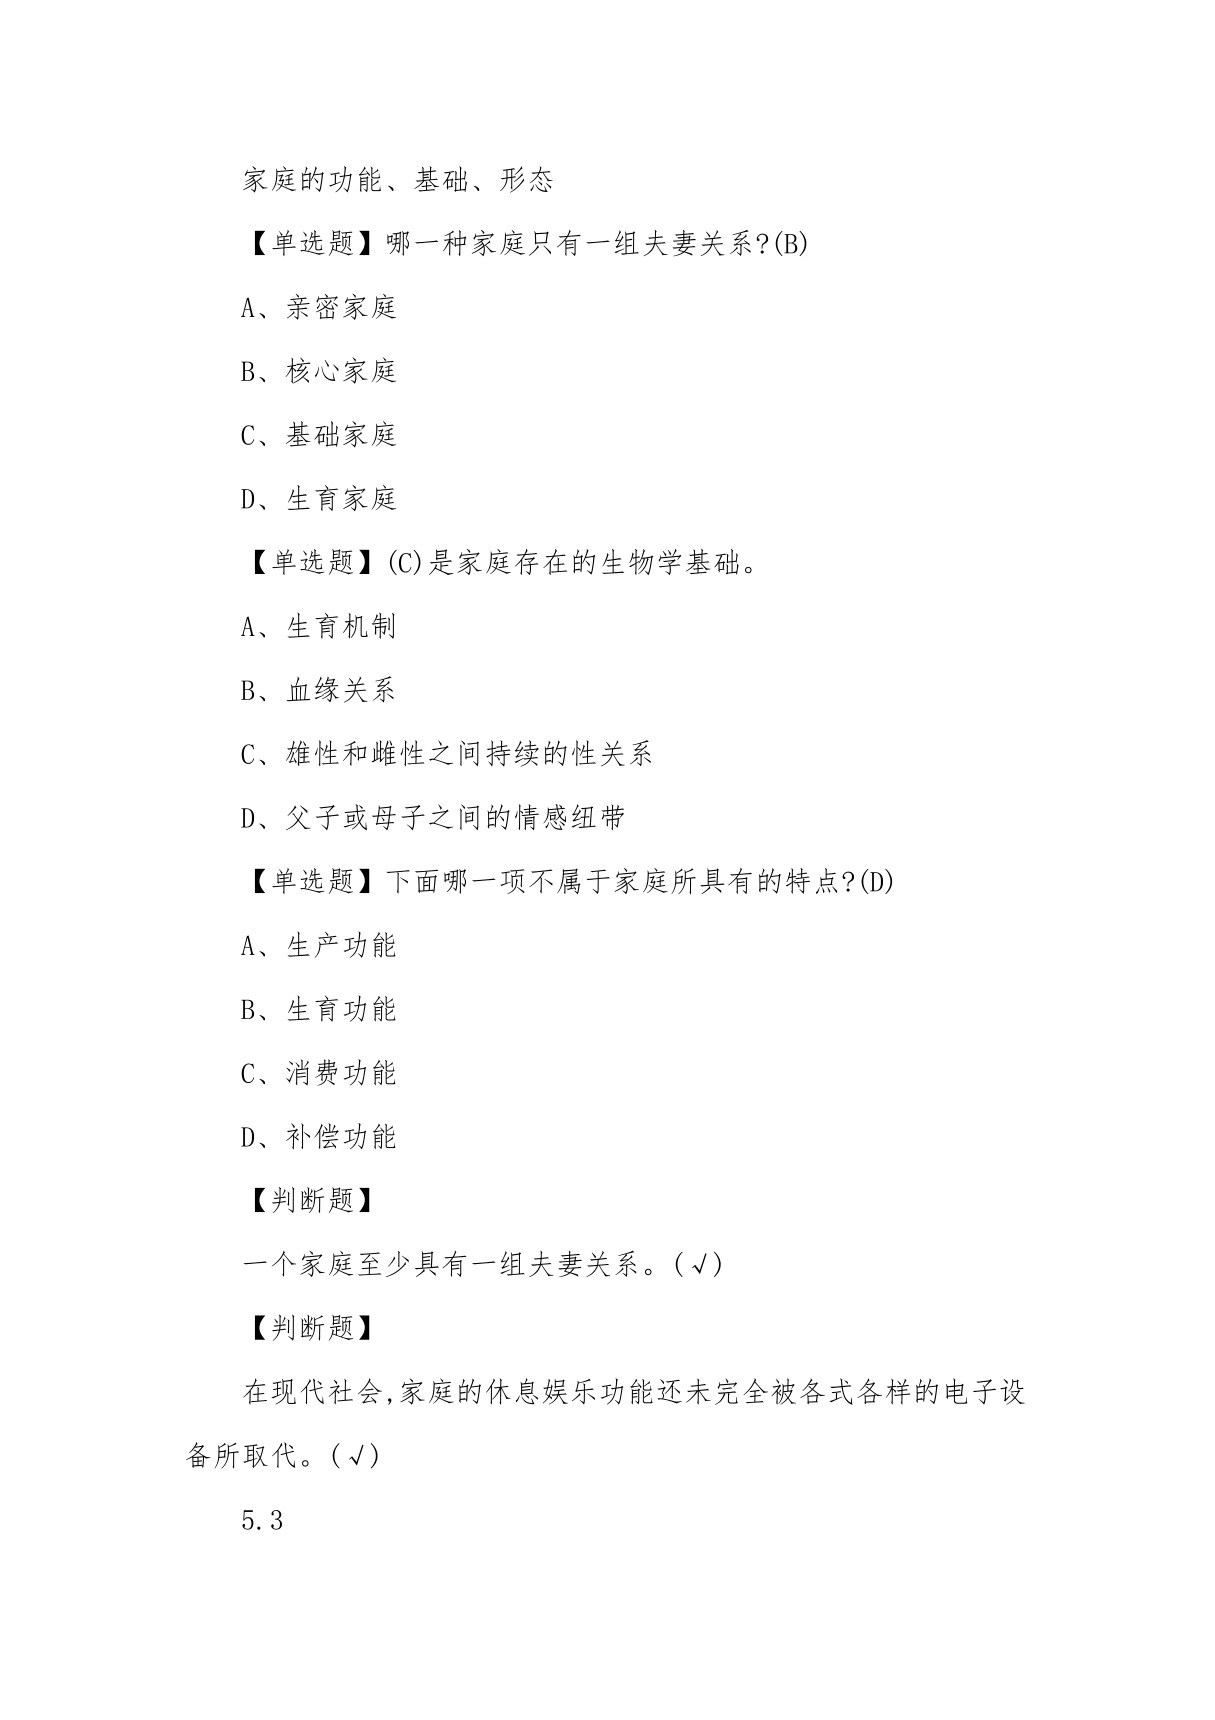 家庭的功能、基础、形态
【单选题】哪一种家庭只有一组夫妻关系?(B)
A、亲密家庭
B、核心家庭
C、基础家庭
D、生育家庭
【单选题】(C)是家庭存在的生物学基础。
A、生育机制
B、血缘关系
C、雄性和雌性之间持续的性关系
D、父子或母子之间的情感纽带
【单选题】下面哪一项不属于家庭所具有的特点?(D)
A、生产功能
B、生育功能
C、消费功能
D、补偿功能
【判断题】
一个家庭至少具有一组夫妻关系。(√)
【判断题】
在现代社会,家庭的休息娱乐功能还未完全被各式各样的电子设
备所取代。(√)
5.3